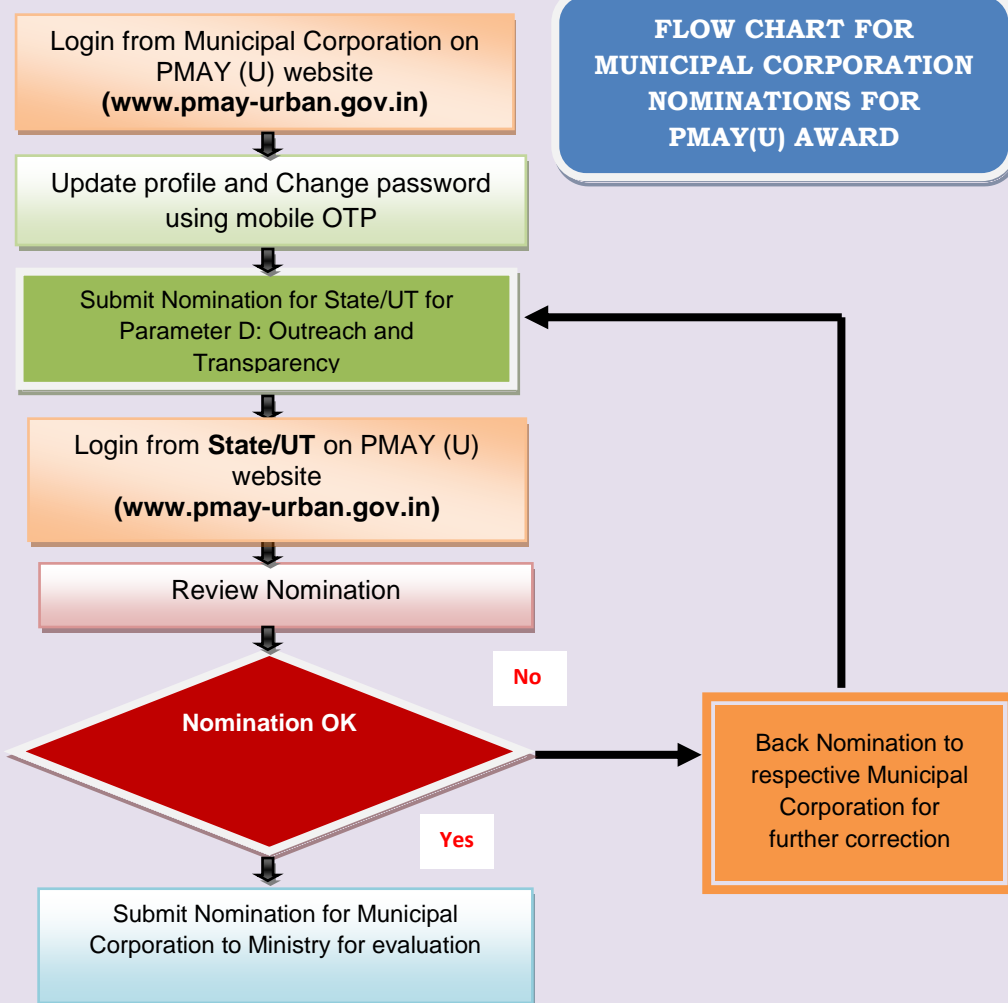 FLOW CHART FOR
MUNICIPAL CORPORATION
NOMINATIONS FOR
PMAY(U) AWARD
Login from Municipal Corporation on
PMAY (U) website
(www.pmay-urban.gov.in)
Update profile and Change password
using mobile OTP
Submit Nomination for State/UT for
Parameter D: Outreach and
Transparency
Login from State/UT on PMAY (U)
website
(www.pmay-urban.gov.in)
Review Nomination
Nomination OK
No
Back Nomination to
respective Municipal
Corporation for
further correction
Yes
Submit Nomination for Municipal
Corporation to Ministry for evaluation